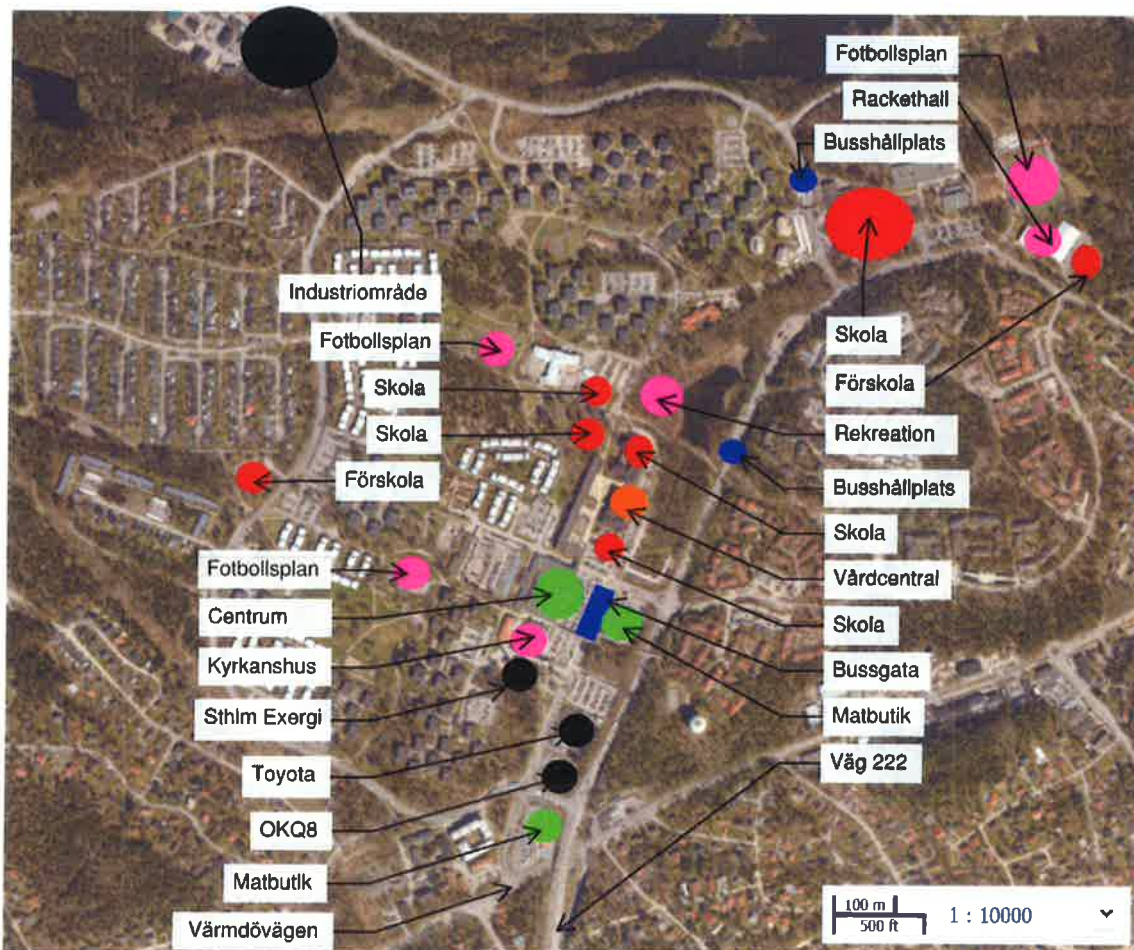 Fotbollsplan
Rackethall
Busshållplats
Industriområde
Fotbollsplan
Skola
Skola
Skola
Förskola
Rekreation
Förskola
Busshållplats
Skola
Fotbollsplan
Vårdcentral
Centrum
Skola
Kyrkanshus
Bussgata
Sthlm Exergi
Matbutik
Toyota
Väg 222
OKQ8
Matbutik
Värmdövägen
100 m
500 ft
1 : 10000